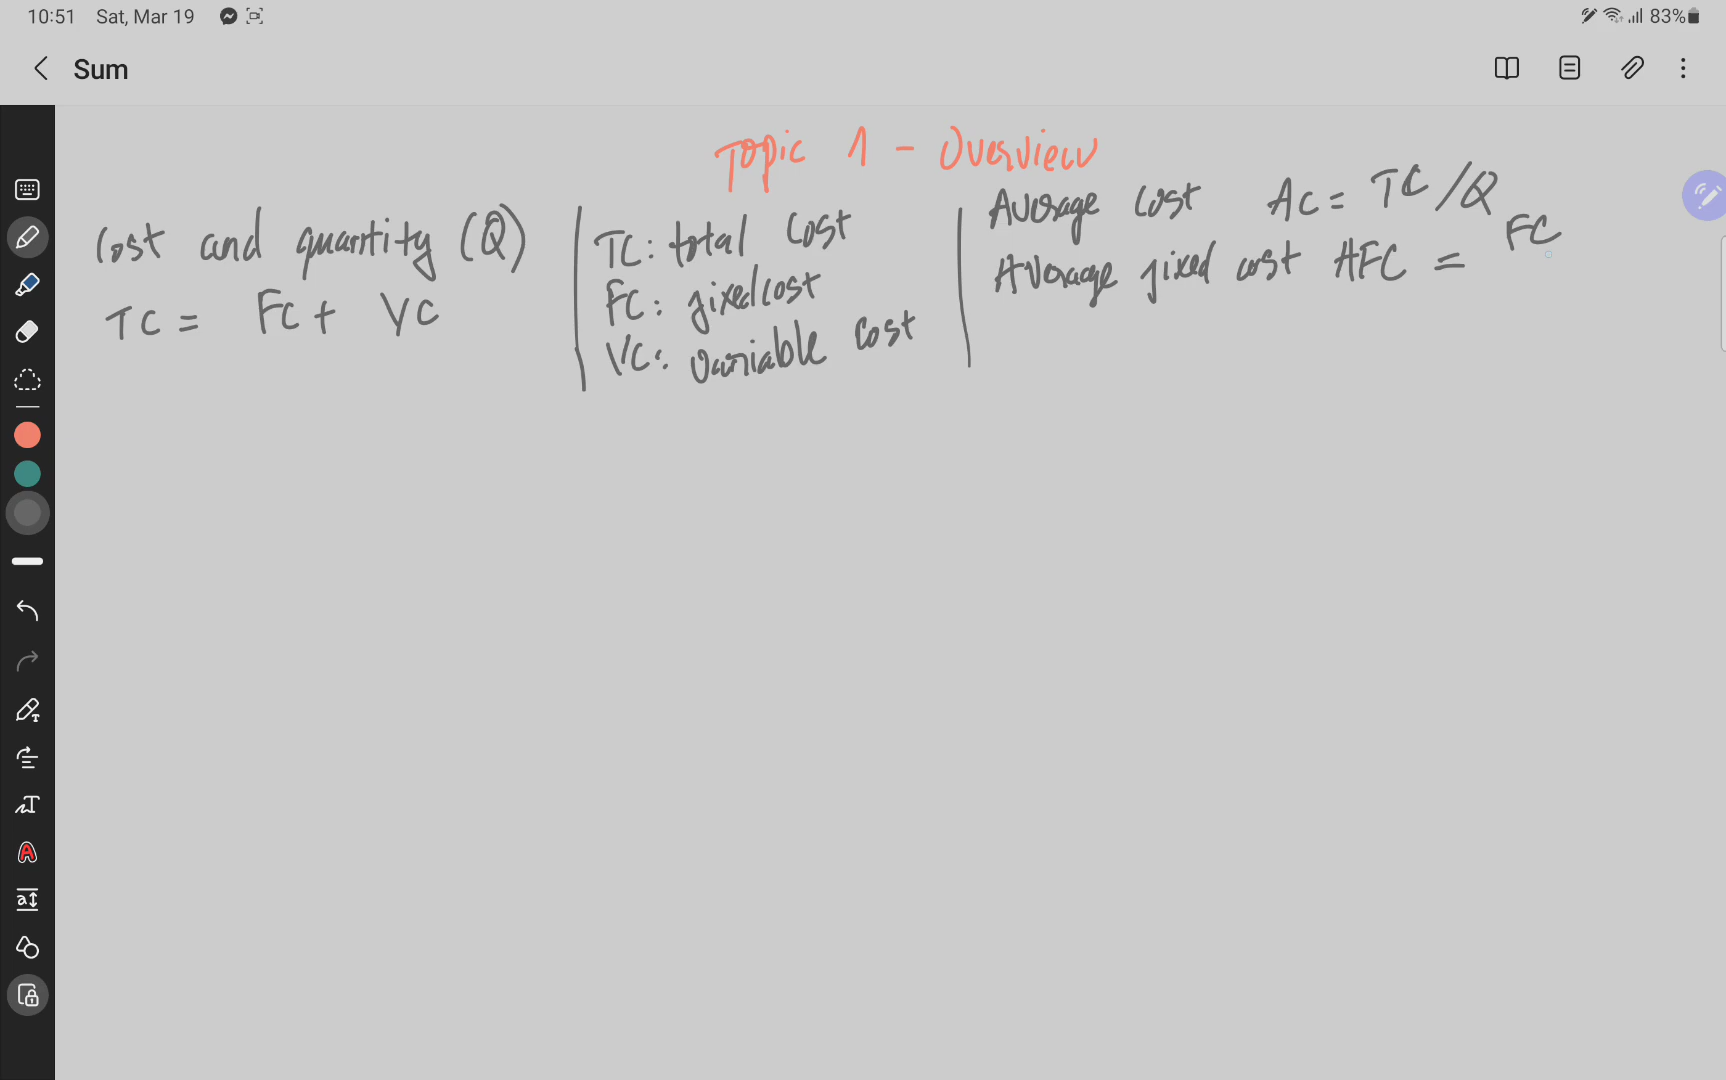 10:51 Sat, Mar 19
83%
Sum
Topic 1 - Overview
Cost and quantity (Q)
TC = FC + VC
TC: total cost
FC: fixed cost
VC: variable cost
Average cost AC = TC/Q
Average fixed cost AFC = FC